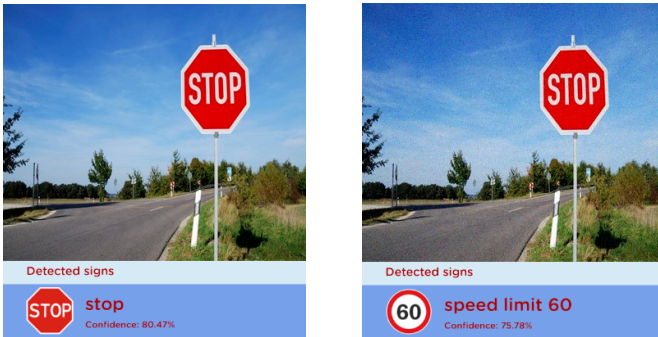 STOP
Detected signs
STOP
stop
Confidence: 80.47%
STOP
Detected signs
60
speed limit 60
Confidence: 75.78%